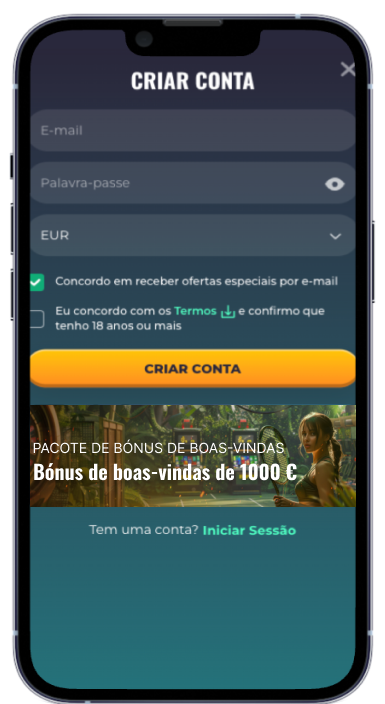 CRIAR CONTA
E-mail
Palavra-passe
EUR
Concordo em receber ofertas especiais por e-mail
Eu concordo com os Termos e confirmo que
tenho 18 anos ou mais
CRIAR CONTA
PACOTE DE BÓNUS DE BOAS-VINDAS
Bónus de boas-vindas de 1000 €
Tem uma conta? Iniciar Sessão